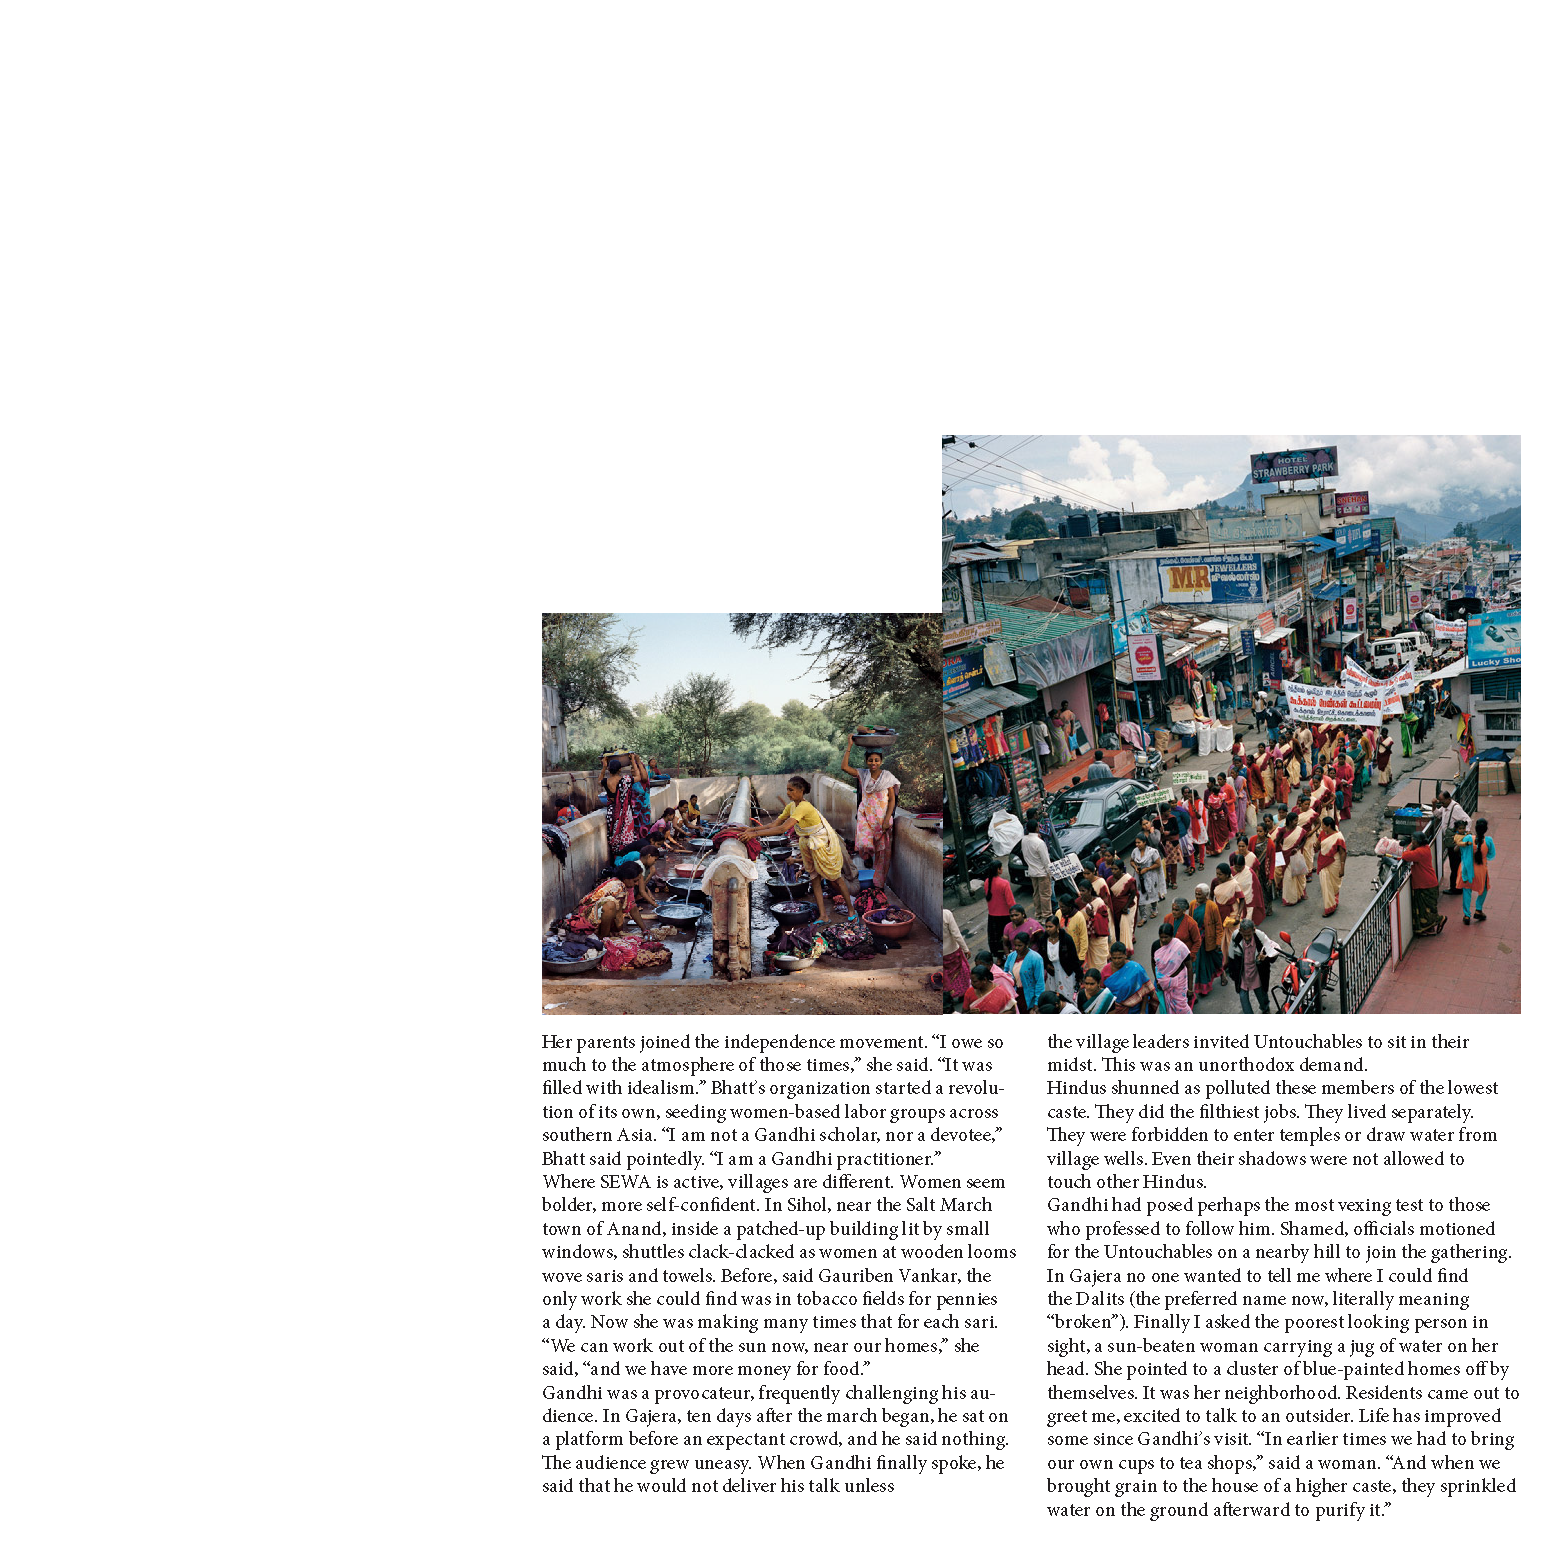 HOTEL
STRAWBERRY PARK
MR
JEWELLERS
Lucky Sho
Her parents joined the independence movement. “I owe so
much to the atmosphere of those times,” she said. “It was
filled with idealism.” Bhatt’s organization started a revolu-
tion of its own, seeding women-based labor groups across
southern Asia. “I am not a Gandhi scholar, nor a devotee,”
Bhatt said pointedly. “I am a Gandhi practitioner.”
Where SEWA is active, villages are different. Women seem
bolder, more self-confident. In Sihol, near the Salt March
town of Anand, inside a patched-up building lit by small
windows, shuttles clack-clacked as women at wooden looms
wove saris and towels. Before, said Gauriben Vankar, the
only work she could find was in tobacco fields for pennies
a day. Now she was making many times that for each sari.
“We can work out of the sun now, near our homes,” she
said, “and we have more money for food.”
Gandhi was a provocateur, frequently challenging his au-
dience. In Gajera, ten days after the march began, he sat on
a platform before an expectant crowd, and he said nothing.
The audience grew uneasy. When Gandhi finally spoke, he
said that he would not deliver his talk unless
the village leaders invited Untouchables to sit in their
midst. This was an unorthodox demand.
Hindus shunned as polluted these members of the lowest
caste. They did the filthiest jobs. They lived separately.
They were forbidden to enter temples or draw water from
village wells. Even their shadows were not allowed to
touch other Hindus.
Gandhi had posed perhaps the most vexing test to those
who professed to follow him. Shamed, officials motioned
for the Untouchables on a nearby hill to join the gathering.
In Gajera no one wanted to tell me where I could find
the Dalits (the preferred name now, literally meaning
“broken”). Finally I asked the poorest looking person in
sight, a sun-beaten woman carrying a jug of water on her
head. She pointed to a cluster of blue-painted homes off by
themselves. It was her neighborhood. Residents came out to
greet me, excited to talk to an outsider. Life has improved
some since Gandhi’s visit. “In earlier times we had to bring
our own cups to tea shops,” said a woman. “And when we
brought grain to the house of a higher caste, they sprinkled
water on the ground afterward to purify it.”